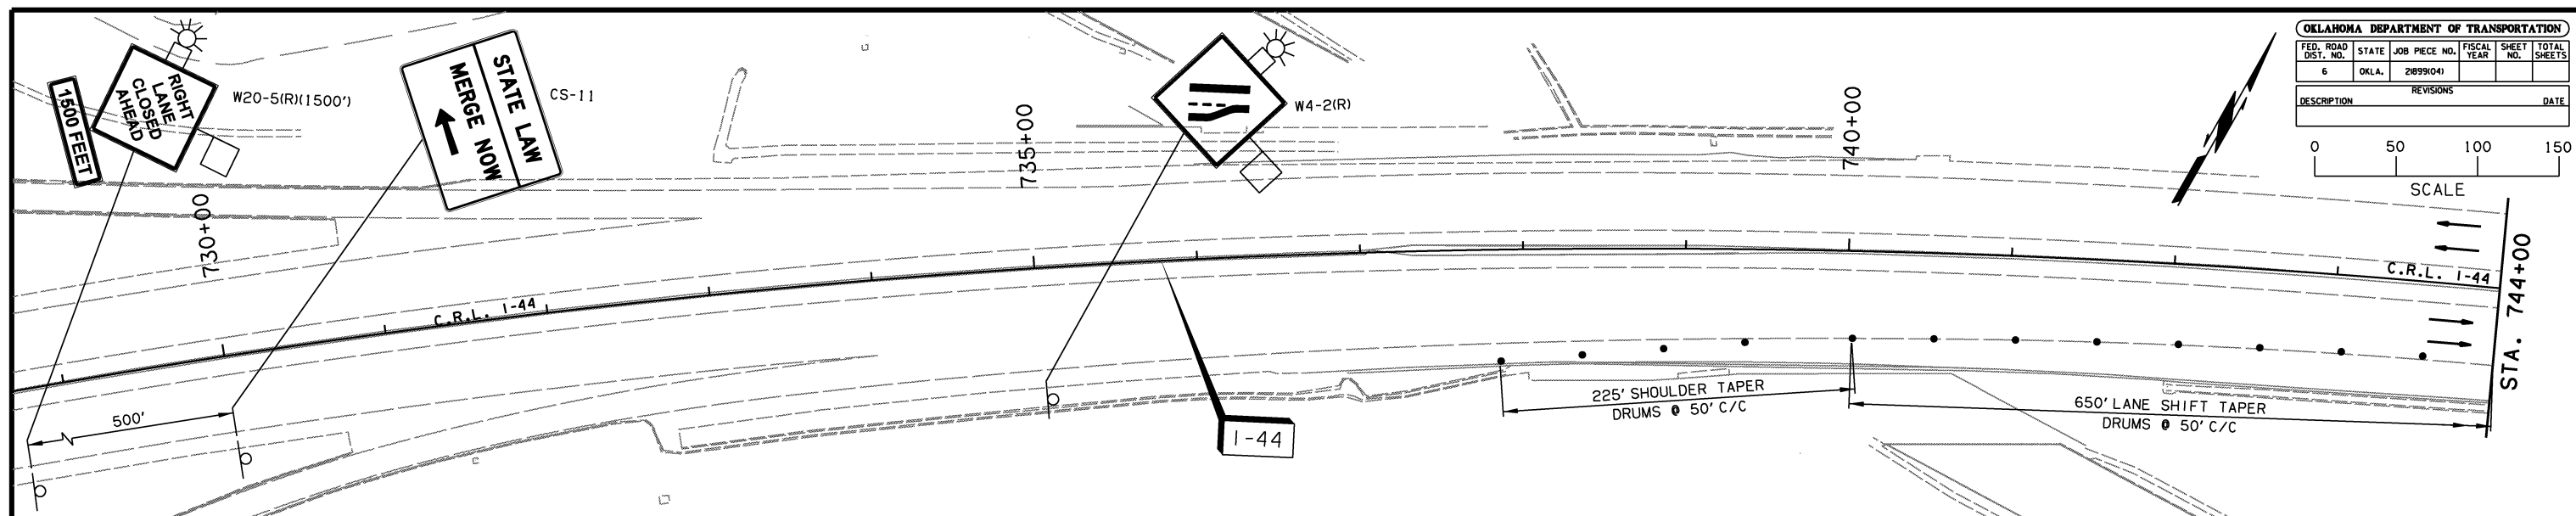 1500 FEET
RIGHT
LANE
CLOSED
AHEAD
W20-5(R)(1500')
STATE LAW
MERGE NOW
CS-11
W4-2(R)
OKLAHOMA DEPARTMENT OF TRANSPORTATION
FED. ROAD DIST. NO. STATE JOB PIECE NO. FISCAL YEAR SHEET NO. TOTAL SHEETS
6 OKLA. 21899(04)
REVISIONS
DESCRIPTION DATE
0 50 100 150
SCALE
730+00
735+00
740+00
C.R.L. I-44
C.R.L. I-44
STA. 744+00
500'
I-44
225' SHOULDER TAPER
DRUMS @ 50' C/C
650' LANE SHIFT TAPER
DRUMS @ 50' C/C